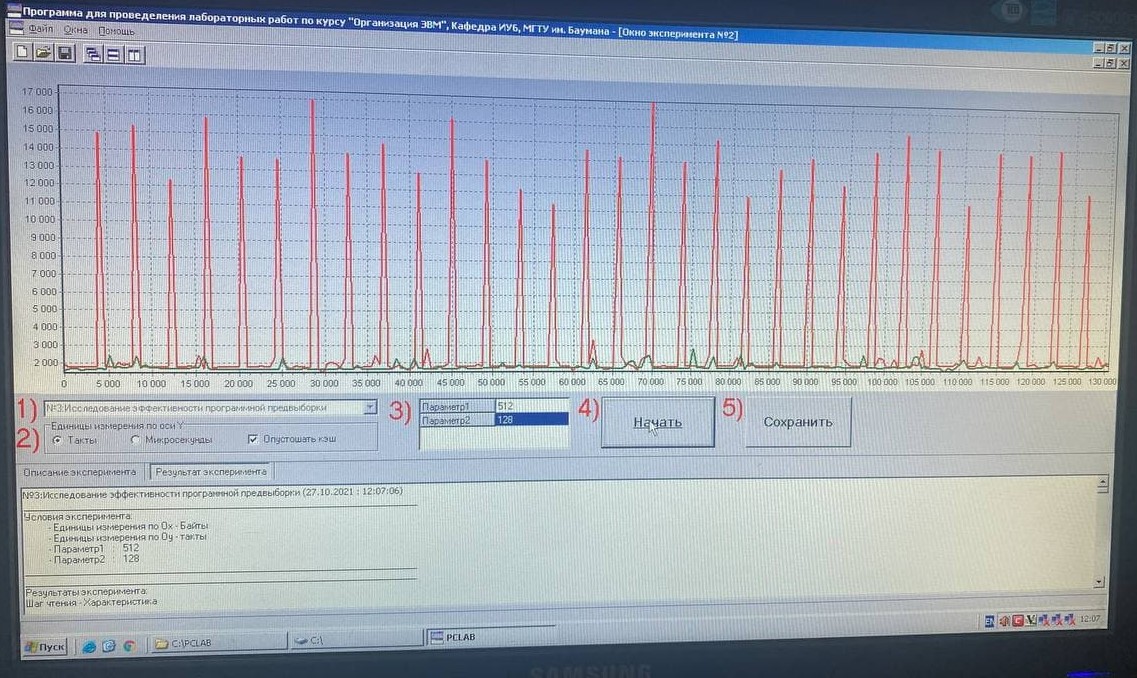 Программа для проведения лабораторных работ по курсу "Организация ЭВМ", Кафедра ИУ6, МГТУ им. Баумана - [Окно эксперимента №2]
Файл Окна Помощь
17 000
16 000
15 000
14 000
13 000
12 000
11 000
10 000
9 000
8 000
7 000
6 000
5 000
4 000
3 000
2 000
0 5 000 10 000 15 000 20 000 25 000 30 000 35 000 40 000 45 000 50 000 55 000 60 000 65 000 70 000 75 000 80 000 85 000 90 000 95 000 100 000 105 000 110 000 115 000 120 000 125 000 130 000
1) №3:Исследование эффективности программной предвыборки
3) Параметр1 512
Параметр2 128
4) Начать
5) Сохранить
Единицы измерения по оси Y
2) Такты Микросекунды Опустошать кэш
Описание эксперимента Результат эксперимента
№3:Исследование эффективности программной предвыборки (27.10.2021 : 12:07:06)
Условия эксперимента:
- Единицы измерения по Ox - Байты
- Единицы измерения по Oy - такты
- Параметр1 : 512
- Параметр2 : 128
Результаты эксперимента:
Шаг чтения - Характеристика
Пуск C:\PCLAB C:\ PCLAB EN 12:07
SAMSUNG